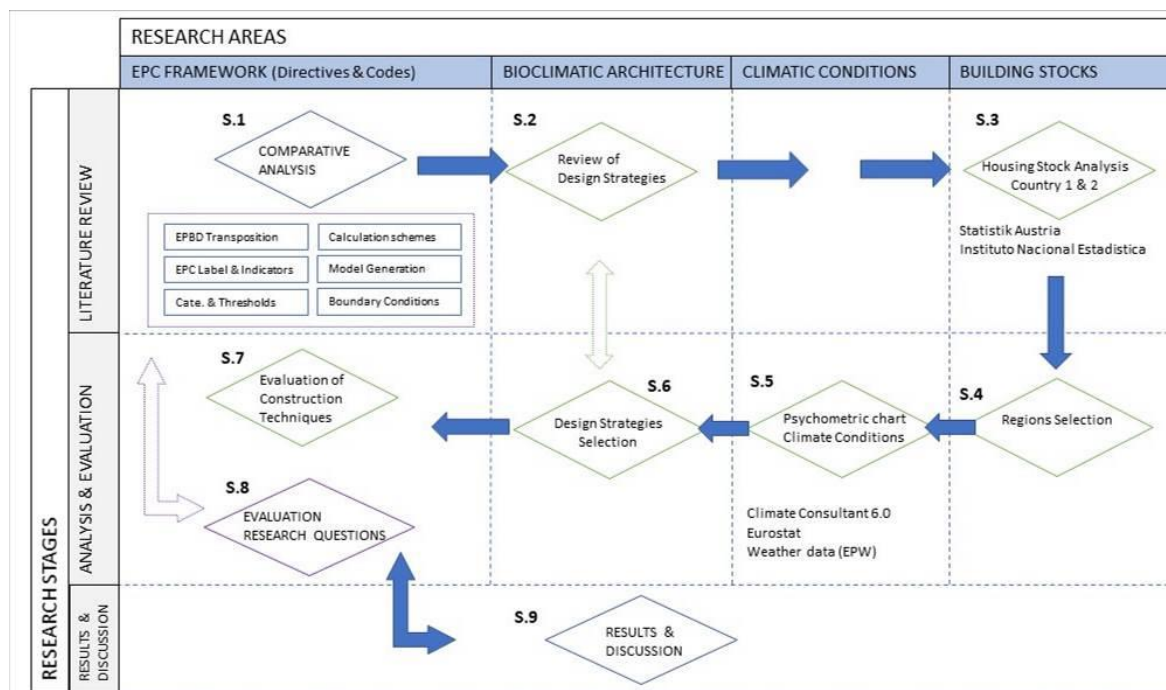 RESEARCH AREAS
EPC FRAMEWORK (Directives & Codes)
BIOCLIMATIC ARCHITECTURE
CLIMATIC CONDITIONS
BUILDING STOCKS
RESEARCH STAGES
LITERATURE REVIEW
S.1
COMPARATIVE
ANALYSIS
EPBD Transposition
Calculation schemes
EPC Label & Indicators
Model Generation
Cate. & Thresholds
Boundary Conditions
S.2
Review of
Design Strategies
S.3
Housing Stock Analysis
Country 1 & 2
Statistik Austria
Instituto Nacional Estadistica
ANALYSIS & EVALUATION
S.7
Evaluation of
Construction
Techniques
S.6
Design Strategies
Selection
S.5
Psychometric chart
Climate Conditions
S.4
Regions Selection
S.8
EVALUATION
RESEARCH QUESTIONS
Climate Consultant 6.0
Eurostat
Weather data (EPW)
RESULTS &
DISCUSSION
S.9
RESULTS &
DISCUSSION